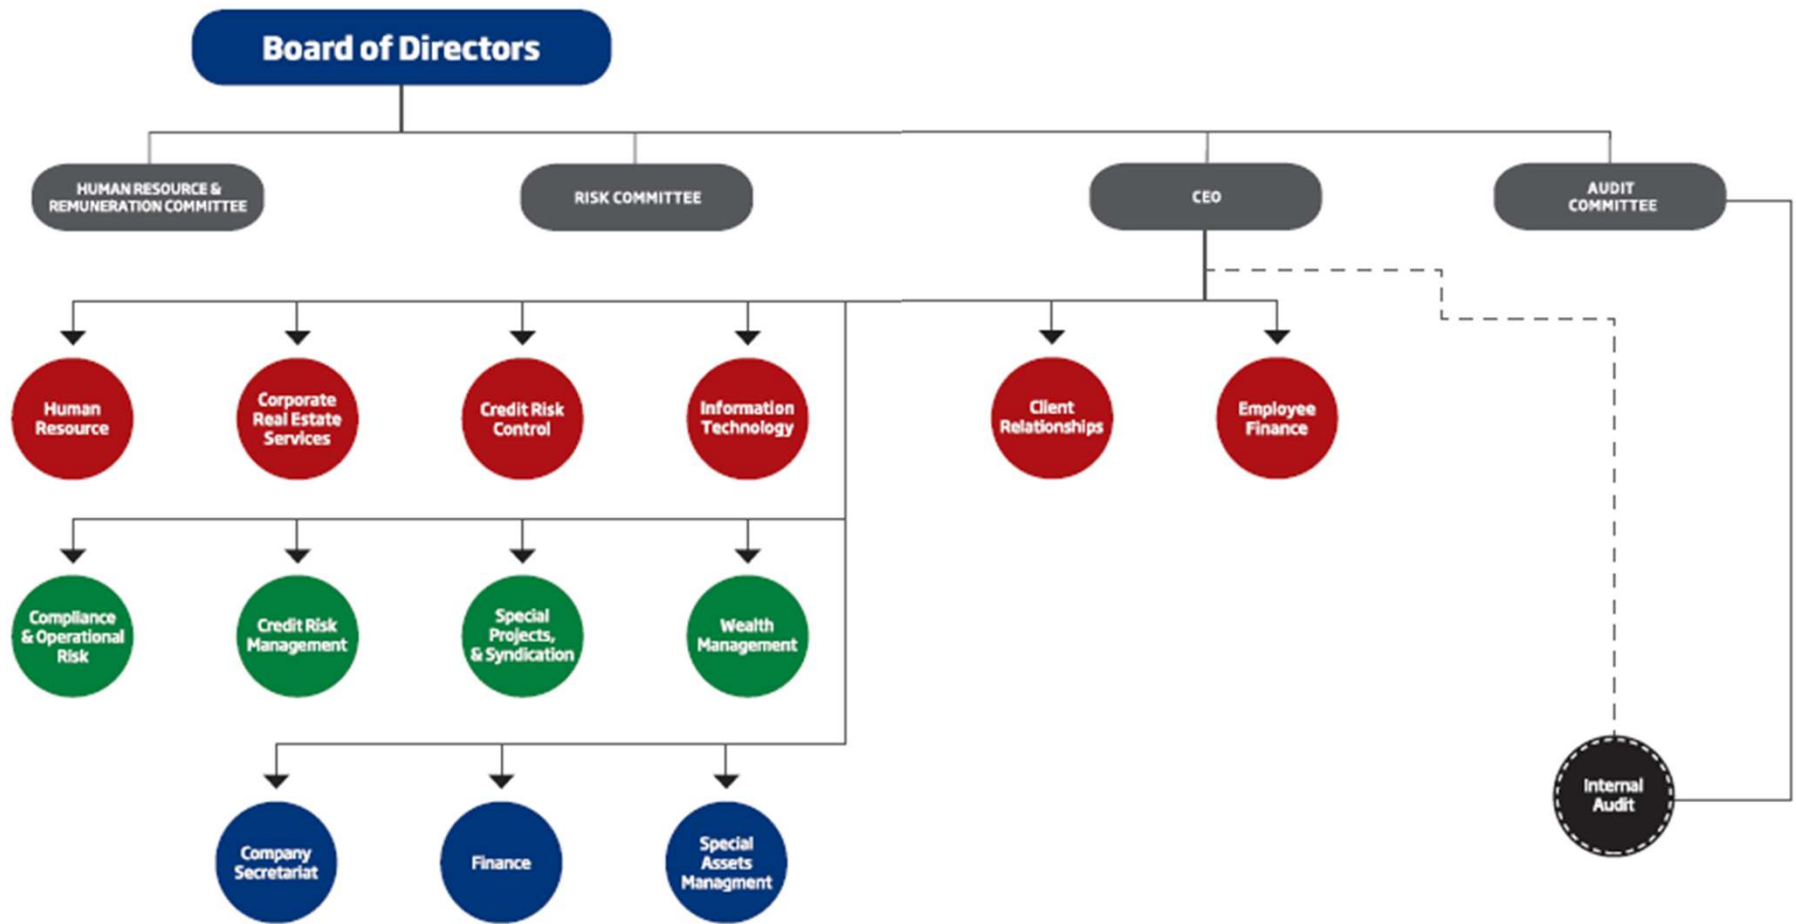 Board of Directors
HUMAN RESOURCE &
REMUNERATION COMMITTEE
RISK COMMITTEE
CEO
AUDIT
COMMITTEE
Human
Resource
Corporate
Real Estate
Services
Credit Risk
Control
Information
Technology
Client
Relationships
Employee
Finance
Compliance
& Operational
Risk
Credit Risk
Management
Special
Projects,
& Syndication
Wealth
Management
Internal
Audit
Company
Secretariat
Finance
Special
Assets
Managment